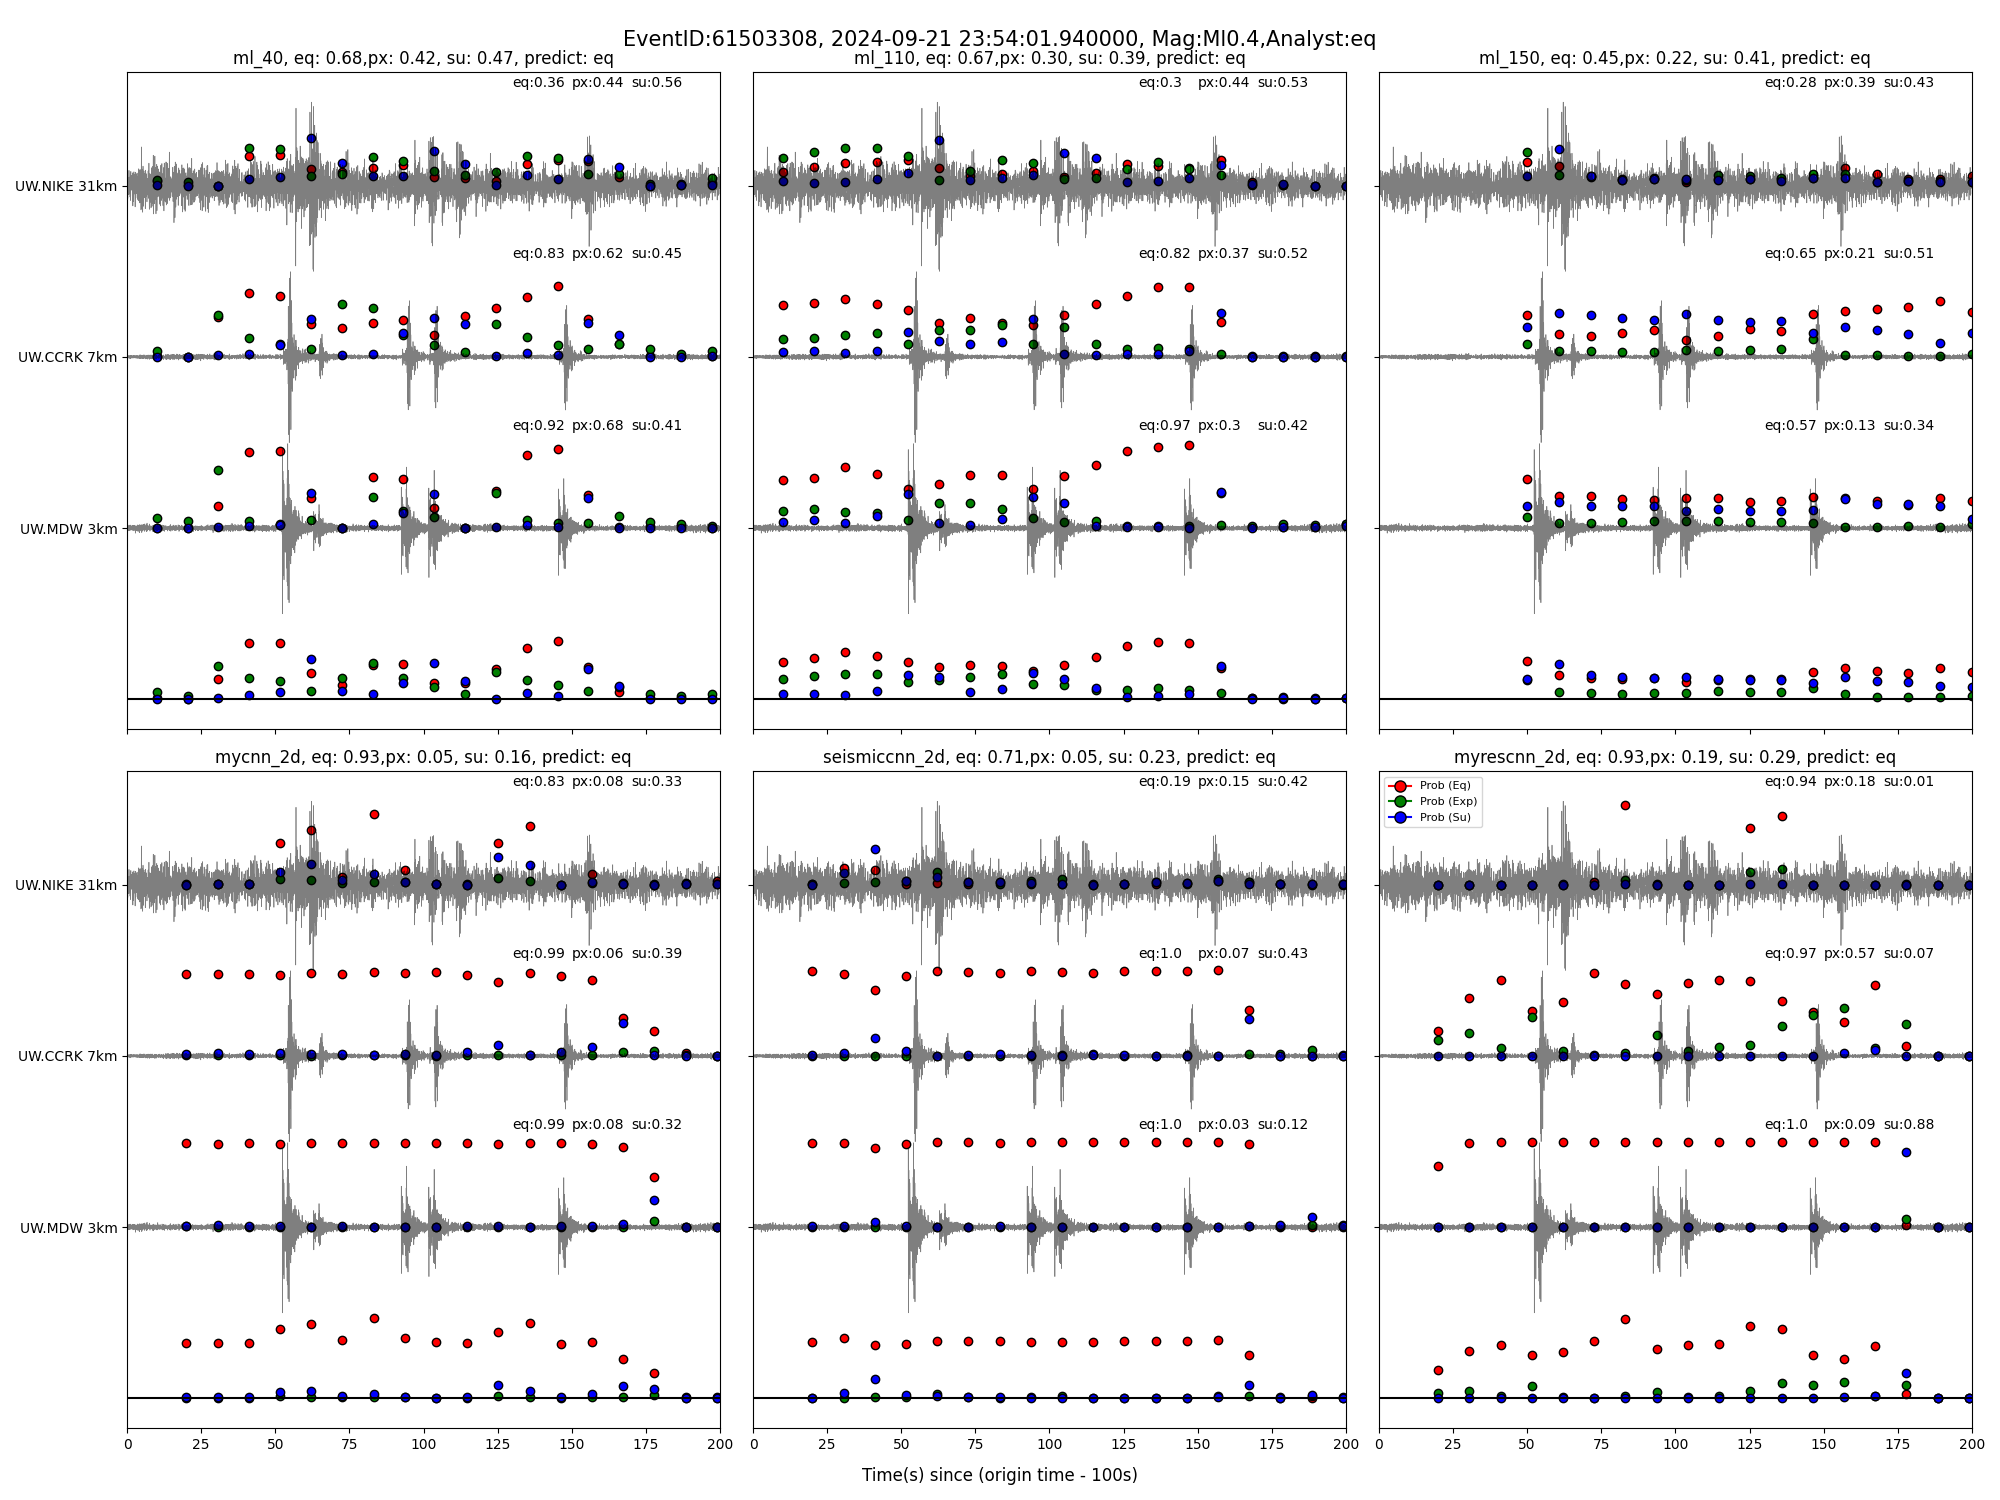 EventID:61503308, 2024-09-21 23:54:01.940000, Mag:Ml0.4,Analyst:eq
ml_40, eq: 0.68,px: 0.42, su: 0.47, predict: eq
ml_110, eq: 0.67,px: 0.30, su: 0.39, predict: eq
ml_150, eq: 0.45,px: 0.22, su: 0.41, predict: eq
eq:0.36 px:0.44 su:0.56
eq:0.3 px:0.44 su:0.53
eq:0.28 px:0.39 su:0.43
UW.NIKE 31km
eq:0.83 px:0.62 su:0.45
eq:0.82 px:0.37 su:0.52
eq:0.65 px:0.21 su:0.51
UW.CCRK 7km
eq:0.92 px:0.68 su:0.41
eq:0.97 px:0.3 su:0.42
eq:0.57 px:0.13 su:0.34
UW.MDW 3km
mycnn_2d, eq: 0.93,px: 0.05, su: 0.16, predict: eq
seismiccnn_2d, eq: 0.71,px: 0.05, su: 0.23, predict: eq
myrescnn_2d, eq: 0.93,px: 0.19, su: 0.29, predict: eq
eq:0.83 px:0.08 su:0.33
eq:0.19 px:0.15 su:0.42
eq:0.94 px:0.18 su:0.01
Prob (Eq)
Prob (Exp)
Prob (Su)
UW.NIKE 31km
eq:0.99 px:0.06 su:0.39
eq:1.0 px:0.07 su:0.43
eq:0.97 px:0.57 su:0.07
UW.CCRK 7km
eq:0.99 px:0.08 su:0.32
eq:1.0 px:0.03 su:0.12
eq:1.0 px:0.09 su:0.88
UW.MDW 3km
0 25 50 75 100 125 150 175 200
0 25 50 75 100 125 150 175 200
0 25 50 75 100 125 150 175 200
Time(s) since (origin time - 100s)